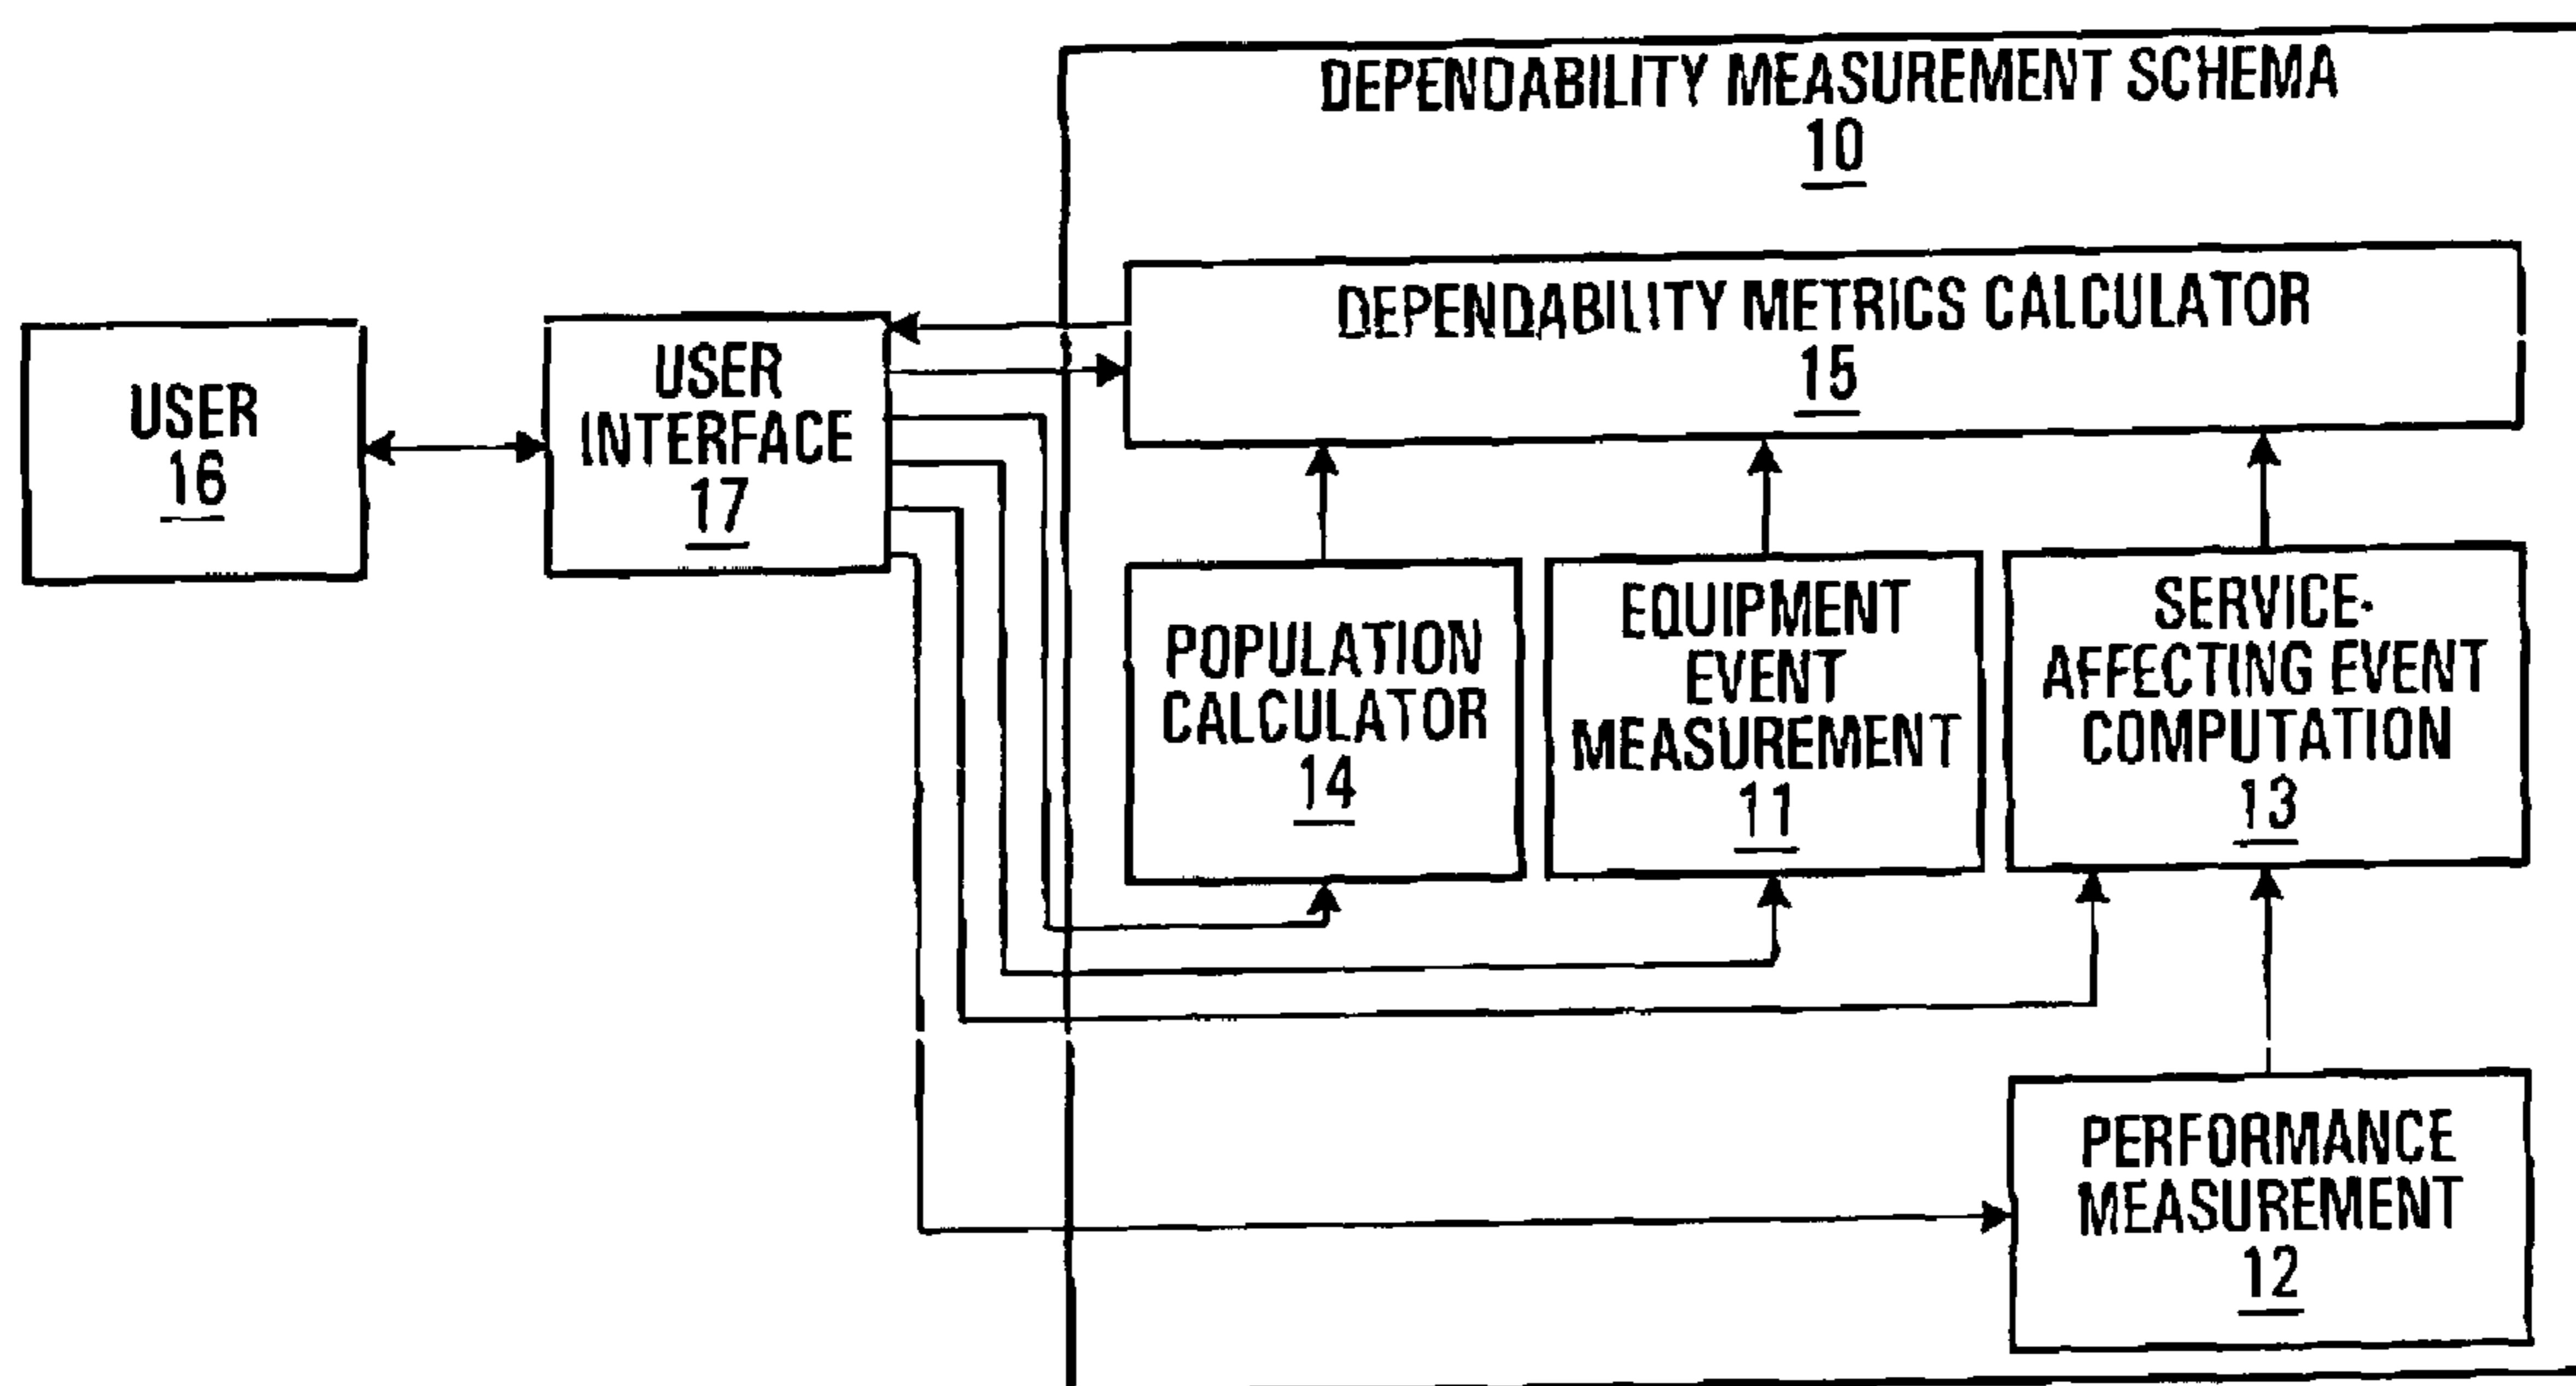 DEPENDABILITY MEASUREMENT SCHEMA
10
DEPENDABILITY METRICS CALCULATOR
15
USER
16
USER
INTERFACE
17
POPULATION
CALCULATOR
14
EQUIPMENT
EVENT
MEASUREMENT
11
SERVICE-
AFFECTING EVENT
COMPUTATION
13
PERFORMANCE
MEASUREMENT
12